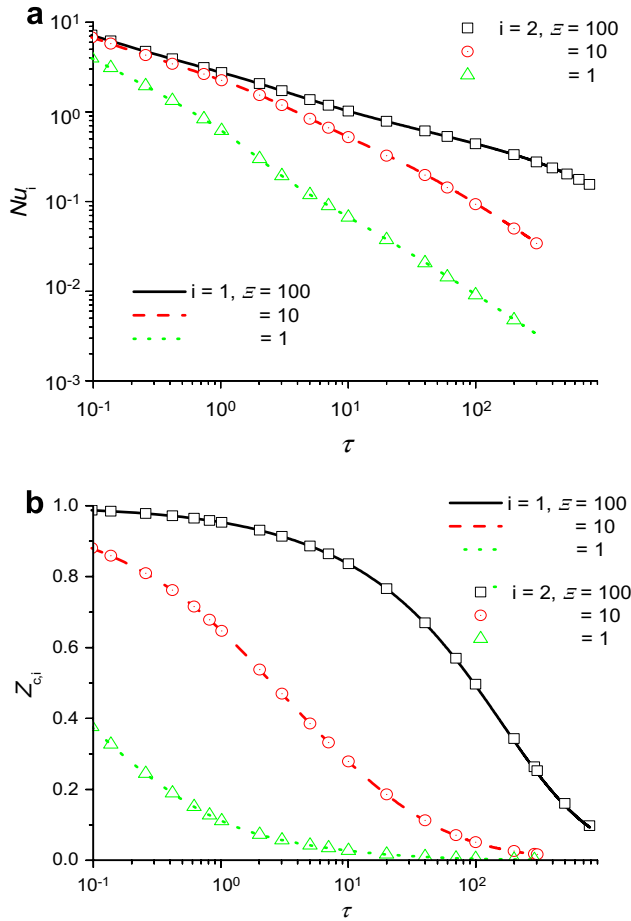 a
10¹
10⁰
10⁻¹
10⁻²
10⁻³
Nuᵢ
i = 2, Ξ = 100
= 10
= 1
i = 1, Ξ = 100
= 10
= 1
10⁻¹ 10⁰ 10¹ 10²
τ
b
1.0
0.8
0.6
0.4
0.2
0.0
Z_c,i
i = 1, Ξ = 100
= 10
= 1
i = 2, Ξ = 100
= 10
= 1
10⁻¹ 10⁰ 10¹ 10²
τ